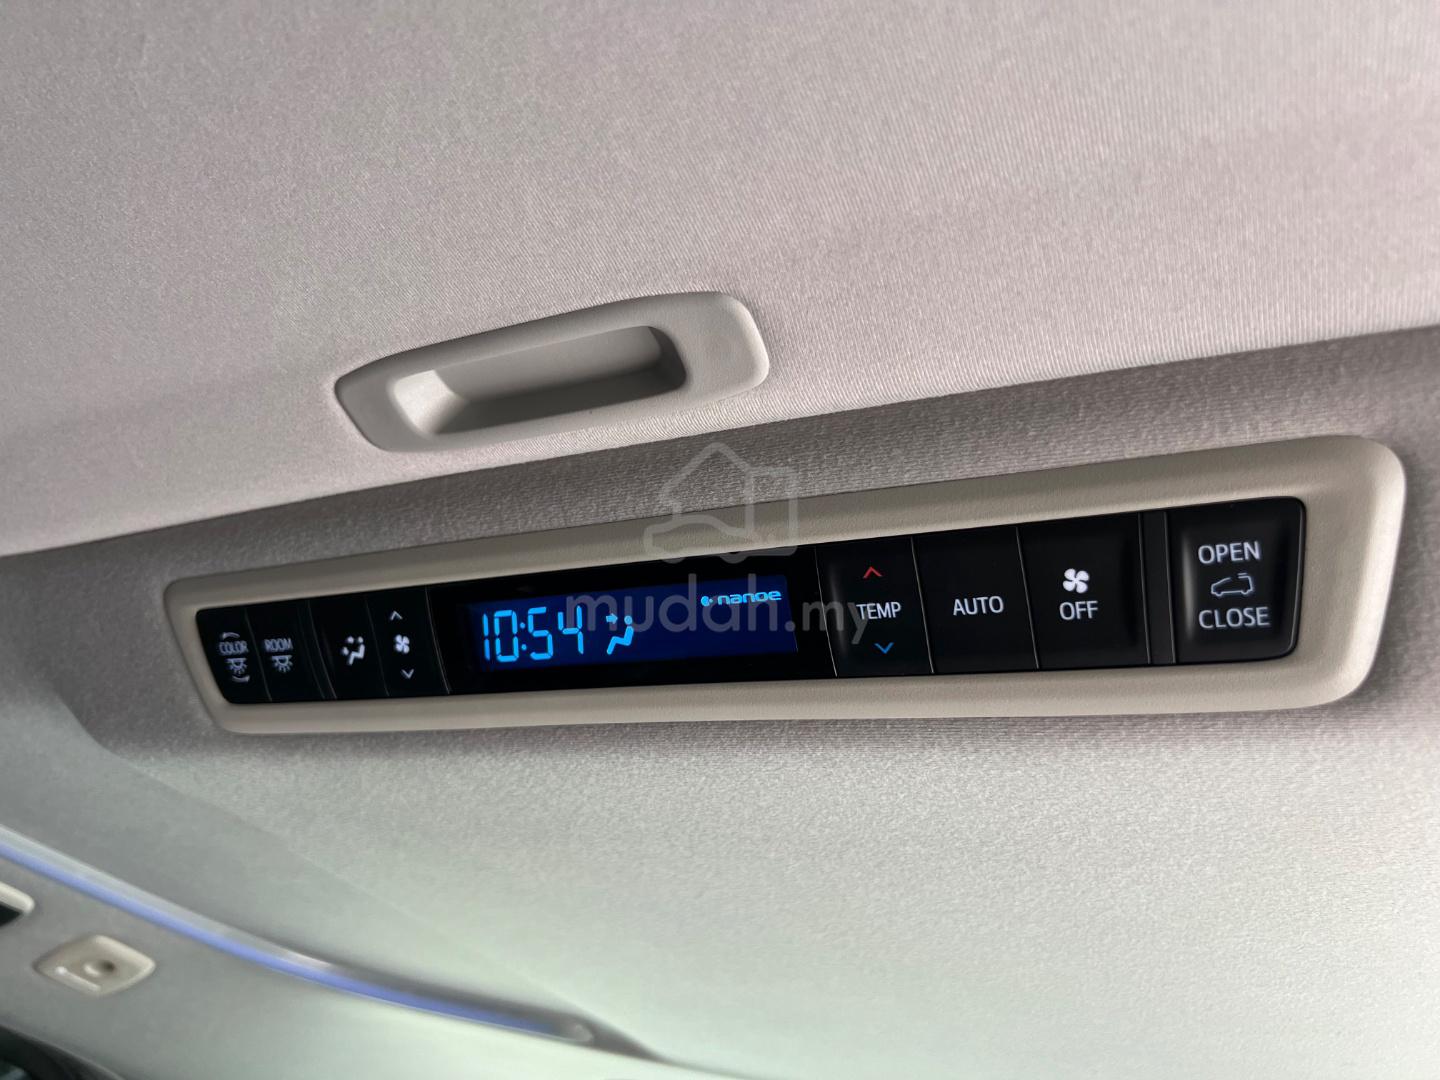 COLOR
ROOM
10:54
nanoe
TEMP
AUTO
OFF
OPEN
CLOSE
mudah.my